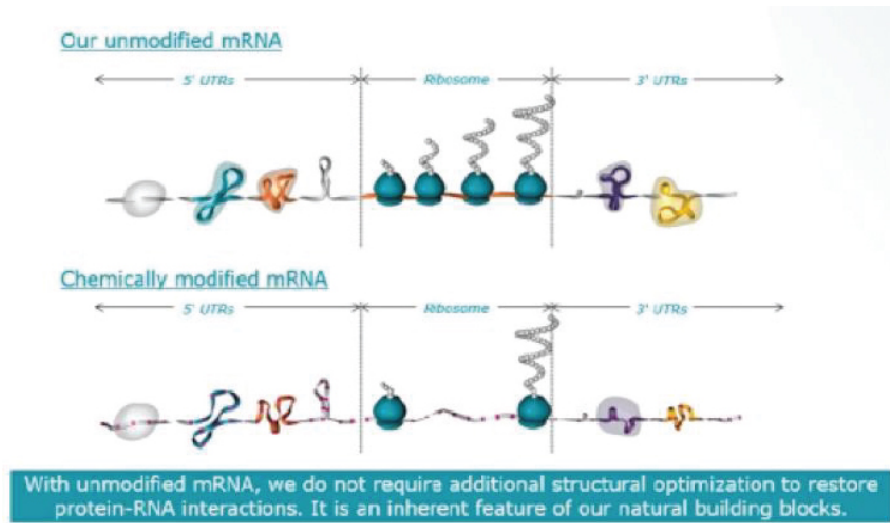 Our unmodified mRNA
5' UTRs Ribosome 3' UTRs
Chemically modified mRNA
5' UTRs Ribosome 3' UTRs
With unmodified mRNA, we do not require additional structural optimization to restore
protein-RNA interactions. It is an inherent feature of our natural building blocks.